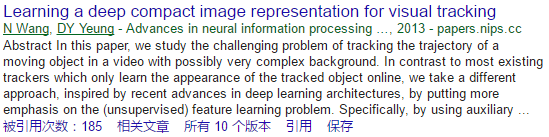 Learning a deep compact image representation for visual tracking
N Wang, DY Yeung - Advances in neural information processing ..., 2013 - papers.nips.cc
Abstract In this paper, we study the challenging problem of tracking the trajectory of a
moving object in a video with possibly very complex background. In contrast to most existing
trackers which only learn the appearance of the tracked object online, we take a different
approach, inspired by recent advances in deep learning architectures, by putting more
emphasis on the (unsupervised) feature learning problem. Specifically, by using auxiliary ...
被引用次数：185 相关文章 所有 10 个版本 引用 保存